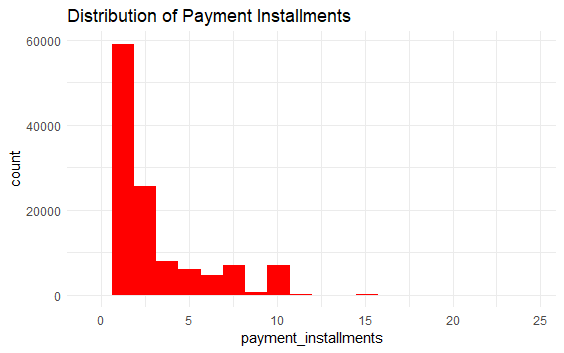 Distribution of Payment Installments
60000
40000
20000
0
count
0 5 10 15 20 25
payment_installments